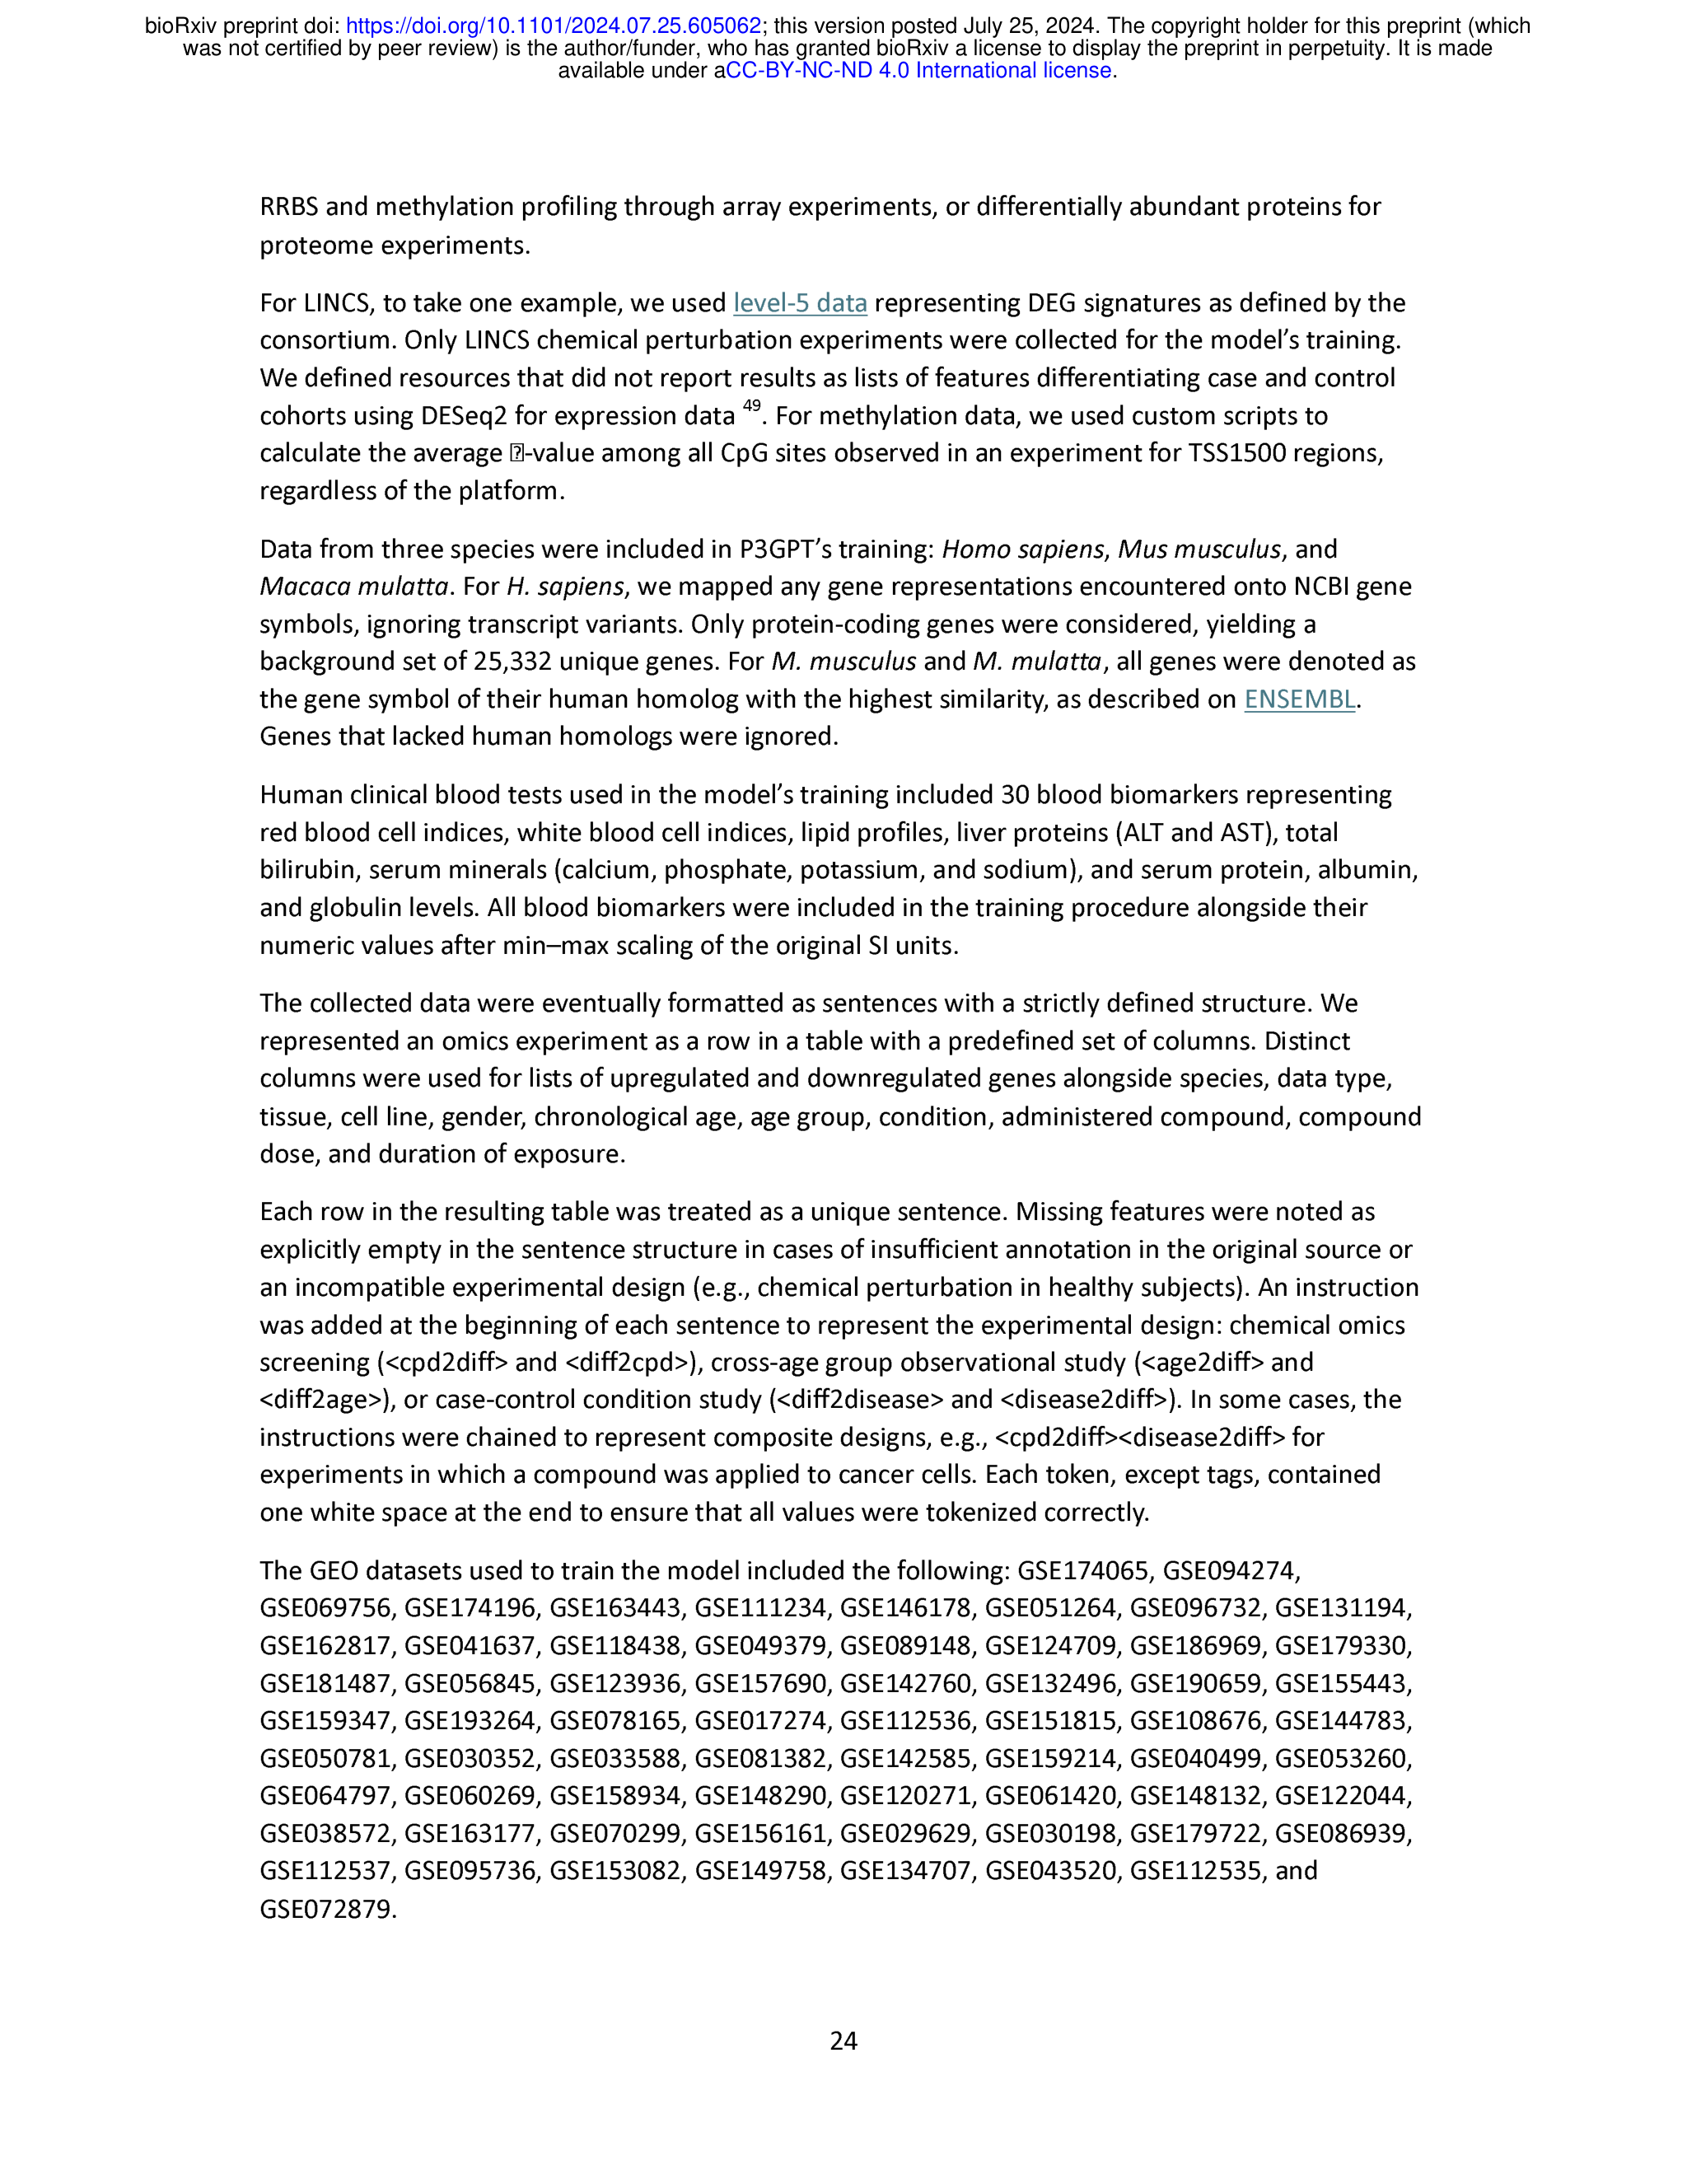 bioRxiv preprint doi: https://doi.org/10.1101/2024.07.25.605062; this version posted July 25, 2024. The copyright holder for this preprint (which
was not certified by peer review) is the author/funder, who has granted bioRxiv a license to display the preprint in perpetuity. It is made
available under aCC-BY-NC-ND 4.0 International license.
RRBS and methylation profiling through array experiments, or differentially abundant proteins for
proteome experiments.
For LINCS, to take one example, we used level-5 data representing DEG signatures as defined by the
consortium. Only LINCS chemical perturbation experiments were collected for the model’s training.
We defined resources that did not report results as lists of features differentiating case and control
cohorts using DESeq2 for expression data 49. For methylation data, we used custom scripts to
calculate the average -value among all CpG sites observed in an experiment for TSS1500 regions,
regardless of the platform.
Data from three species were included in P3GPT’s training: Homo sapiens, Mus musculus, and
Macaca mulatta. For H. sapiens, we mapped any gene representations encountered onto NCBI gene
symbols, ignoring transcript variants. Only protein-coding genes were considered, yielding a
background set of 25,332 unique genes. For M. musculus and M. mulatta, all genes were denoted as
the gene symbol of their human homolog with the highest similarity, as described on ENSEMBL.
Genes that lacked human homologs were ignored.
Human clinical blood tests used in the model’s training included 30 blood biomarkers representing
red blood cell indices, white blood cell indices, lipid profiles, liver proteins (ALT and AST), total
bilirubin, serum minerals (calcium, phosphate, potassium, and sodium), and serum protein, albumin,
and globulin levels. All blood biomarkers were included in the training procedure alongside their
numeric values after min–max scaling of the original SI units.
The collected data were eventually formatted as sentences with a strictly defined structure. We
represented an omics experiment as a row in a table with a predefined set of columns. Distinct
columns were used for lists of upregulated and downregulated genes alongside species, data type,
tissue, cell line, gender, chronological age, age group, condition, administered compound, compound
dose, and duration of exposure.
Each row in the resulting table was treated as a unique sentence. Missing features were noted as
explicitly empty in the sentence structure in cases of insufficient annotation in the original source or
an incompatible experimental design (e.g., chemical perturbation in healthy subjects). An instruction
was added at the beginning of each sentence to represent the experimental design: chemical omics
screening (<cpd2diff> and <diff2cpd>), cross-age group observational study (<age2diff> and
<diff2age>), or case-control condition study (<diff2disease> and <disease2diff>). In some cases, the
instructions were chained to represent composite designs, e.g., <cpd2diff><disease2diff> for
experiments in which a compound was applied to cancer cells. Each token, except tags, contained
one white space at the end to ensure that all values were tokenized correctly.
The GEO datasets used to train the model included the following: GSE174065, GSE094274,
GSE069756, GSE174196, GSE163443, GSE111234, GSE146178, GSE051264, GSE096732, GSE131194,
GSE162817, GSE041637, GSE118438, GSE049379, GSE089148, GSE124709, GSE186969, GSE179330,
GSE181487, GSE056845, GSE123936, GSE157690, GSE142760, GSE132496, GSE190659, GSE155443,
GSE159347, GSE193264, GSE078165, GSE017274, GSE112536, GSE151815, GSE108676, GSE144783,
GSE050781, GSE030352, GSE033588, GSE081382, GSE142585, GSE159214, GSE040499, GSE053260,
GSE064797, GSE060269, GSE158934, GSE148290, GSE120271, GSE061420, GSE148132, GSE122044,
GSE038572, GSE163177, GSE070299, GSE156161, GSE029629, GSE030198, GSE179722, GSE086939,
GSE112537, GSE095736, GSE153082, GSE149758, GSE134707, GSE043520, GSE112535, and
GSE072879.
24